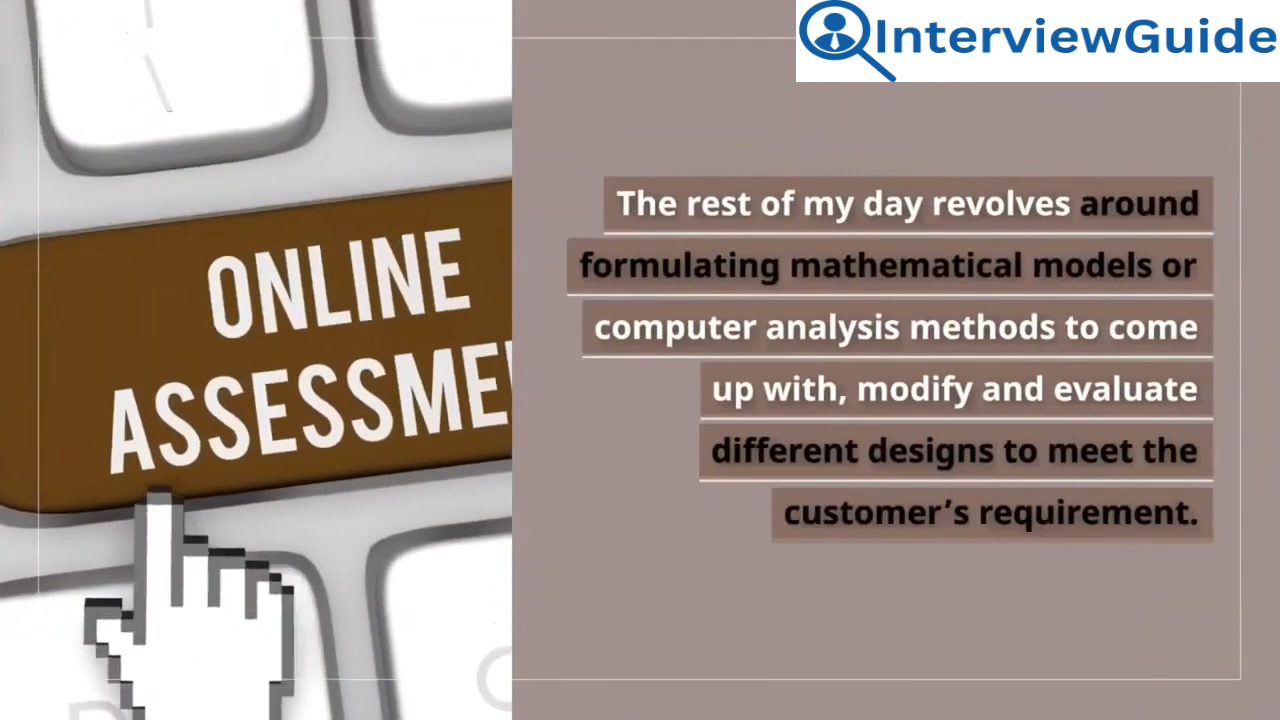 InterviewGuide
ONLINE
The rest of my day revolves around
formulating mathematical models or
computer analysis methods to come
up with, modify and evaluate
different designs to meet the
customer’s requirement.